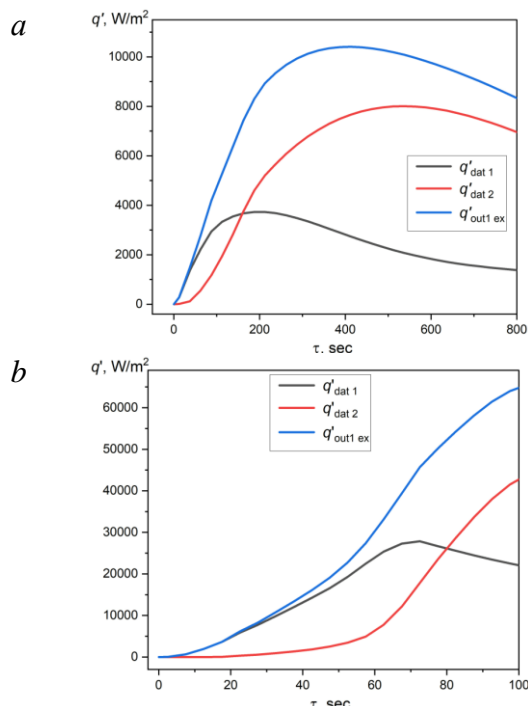 a
q', W/m²
10000
8000
6000
4000
2000
0
q'dat 1
q'dat 2
q'out1 ex
0 200 400 600 800
τ, sec
b
q', W/m²
60000
50000
40000
30000
20000
10000
0
q'dat 1
q'dat 2
q'out1 ex
0 20 40 60 80 100
τ, sec